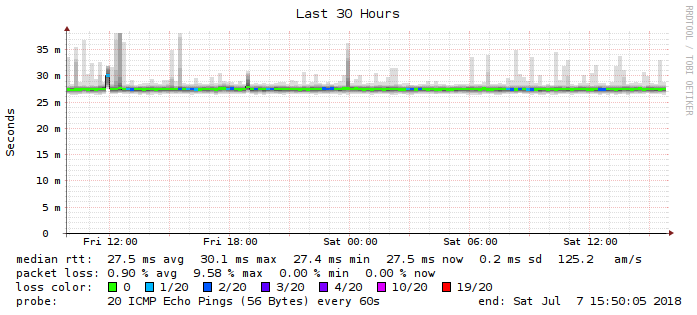 Last 30 Hours
RRDTOOL / TOBI OETIKER
Seconds
35 m
30 m
25 m
20 m
15 m
10 m
5 m
0
Fri 12:00 Fri 18:00 Sat 00:00 Sat 06:00 Sat 12:00
median rtt: 27.5 ms avg 30.1 ms max 27.4 ms min 27.5 ms now 0.2 ms sd 125.2 am/s
packet loss: 0.90 % avg 9.58 % max 0.00 % min 0.00 % now
loss color: 0 1/20 2/20 3/20 4/20 10/20 19/20
probe: 20 ICMP Echo Pings (56 Bytes) every 60s end: Sat Jul 7 15:50:05 2018